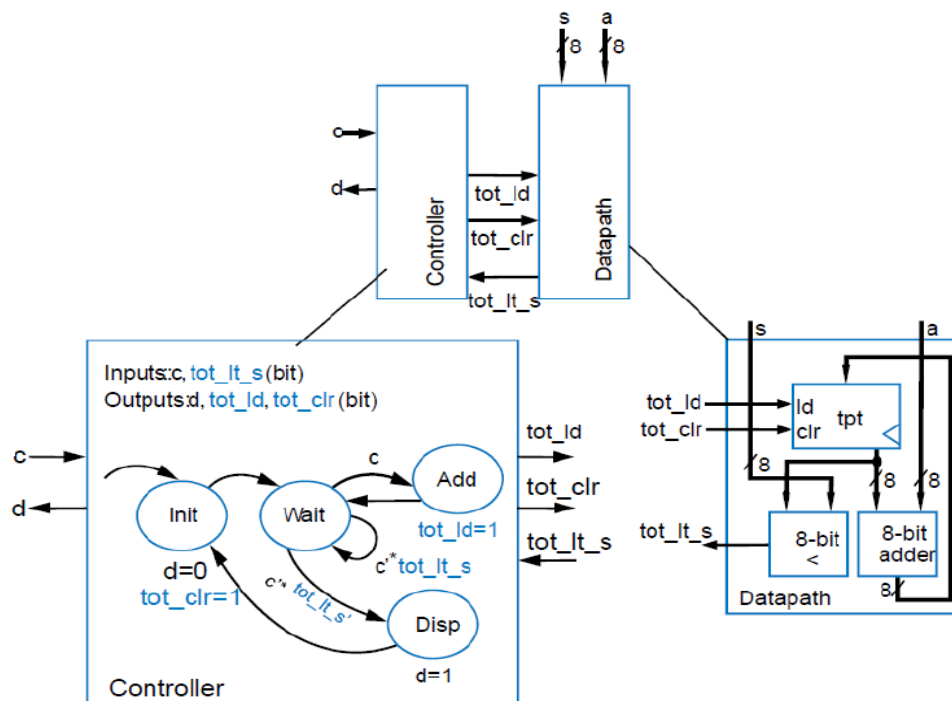 s a
8 8
c
d
Controller
Datapath
tot_ld
tot_clr
tot_lt_s
Inputs::c, tot_lt_s (bit)
Outputs:d, tot_ld, tot_clr (bit)
c
d
Init
d=0
tot_clr=1
Wait
c
Add
tot_ld=1
c'* tot_lt_s
c'* tot_lt_s'
Disp
d=1
Controller
tot_ld
tot_clr
tot_lt_s
s a
tot_ld
tot_clr
ld
clr
tpt
8 8 8
tot_lt_s
8-bit
<
8-bit
adder
8
Datapath